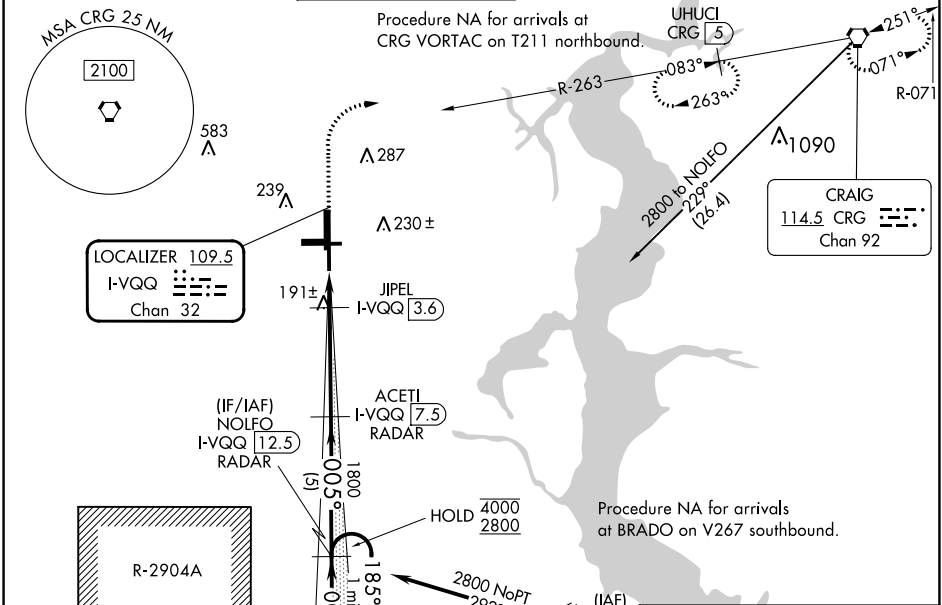 MSA CRG 25 NM
2100
Procedure NA for arrivals at
CRG VORTAC on T211 northbound.
UHUCI
CRG 5
251°
071°
R-071
083°
263°
R-263
583
287
239
230 ±
1090
2800 to NOLFO
229°
(26.4)
CRAIG
114.5 CRG
Chan 92
LOCALIZER 109.5
I-VQQ
Chan 32
191±
JIPEL
I-VQQ 3.6
ACETI
I-VQQ 7.5
RADAR
(IF/IAF)
NOLFO
I-VQQ 12.5
RADAR
1800
005°
(5)
HOLD 4000
2800
Procedure NA for arrivals
at BRADO on V267 southbound.
R-2904A
185°
2800 NoPT
(IAF)